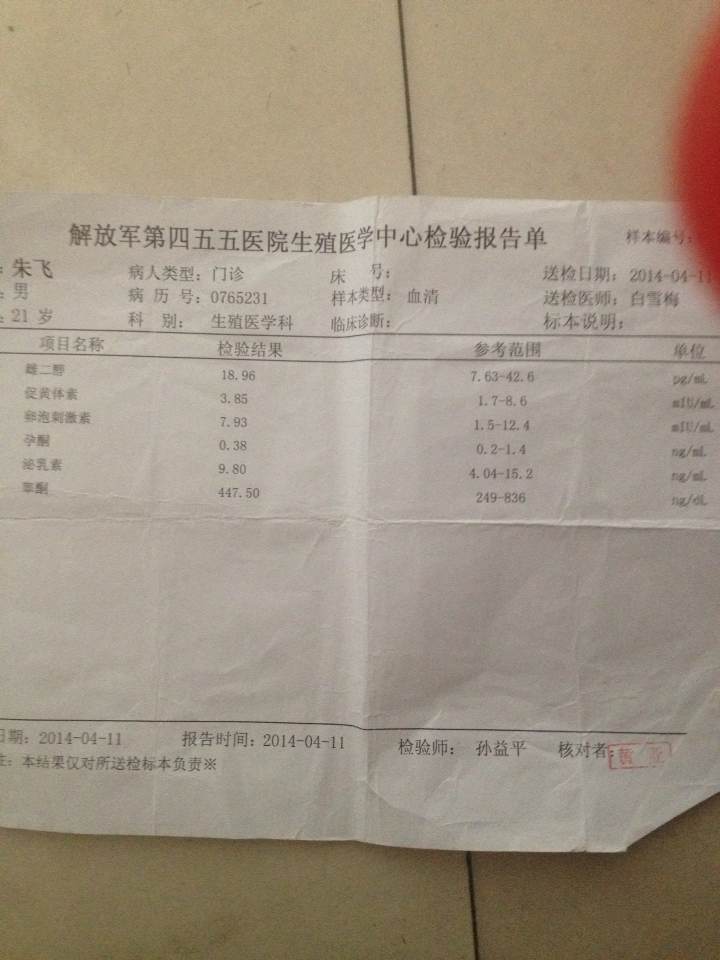 解放军第四五五医院生殖医学中心检验报告单
样本编号:
: 朱飞 病人类型: 门诊 床 号: 送检日期: 2014-04-11
: 男 病 历 号: 0765231 样本类型: 血清 送检医师: 白雪梅
: 21 岁 科 别: 生殖医学科 临床诊断: 标本说明:
项目名称 检验结果 参考范围 单位
雌二醇 18.96 7.63-42.6 pg/mL
促黄体素 3.85 1.7-8.6 mIU/mL
卵泡刺激素 7.93 1.5-12.4 mIU/mL
孕酮 0.38 0.2-1.4 ng/mL
泌乳素 9.80 4.04-15.2 ng/mL
睾酮 447.50 249-836 ng/dL
日期: 2014-04-11 报告时间: 2014-04-11 检验师: 孙益平 核对者:
注: 本结果仅对所送检标本负责※